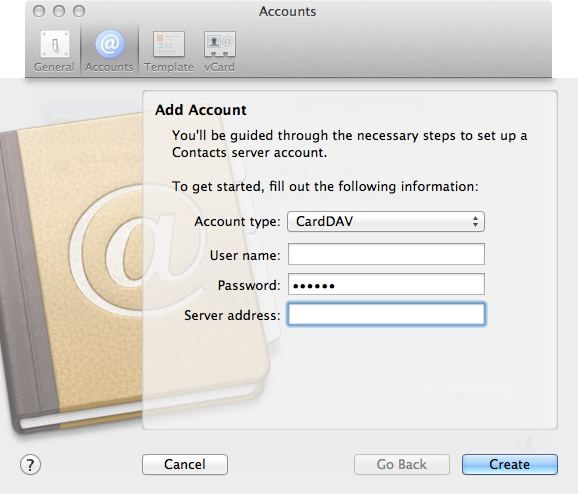 Accounts
General
Accounts
Template
vCard
Add Account
You'll be guided through the necessary steps to set up a
Contacts server account.
To get started, fill out the following information:
Account type: CardDAV
User name:
Password: ••••••
Server address:
? Cancel Go Back Create